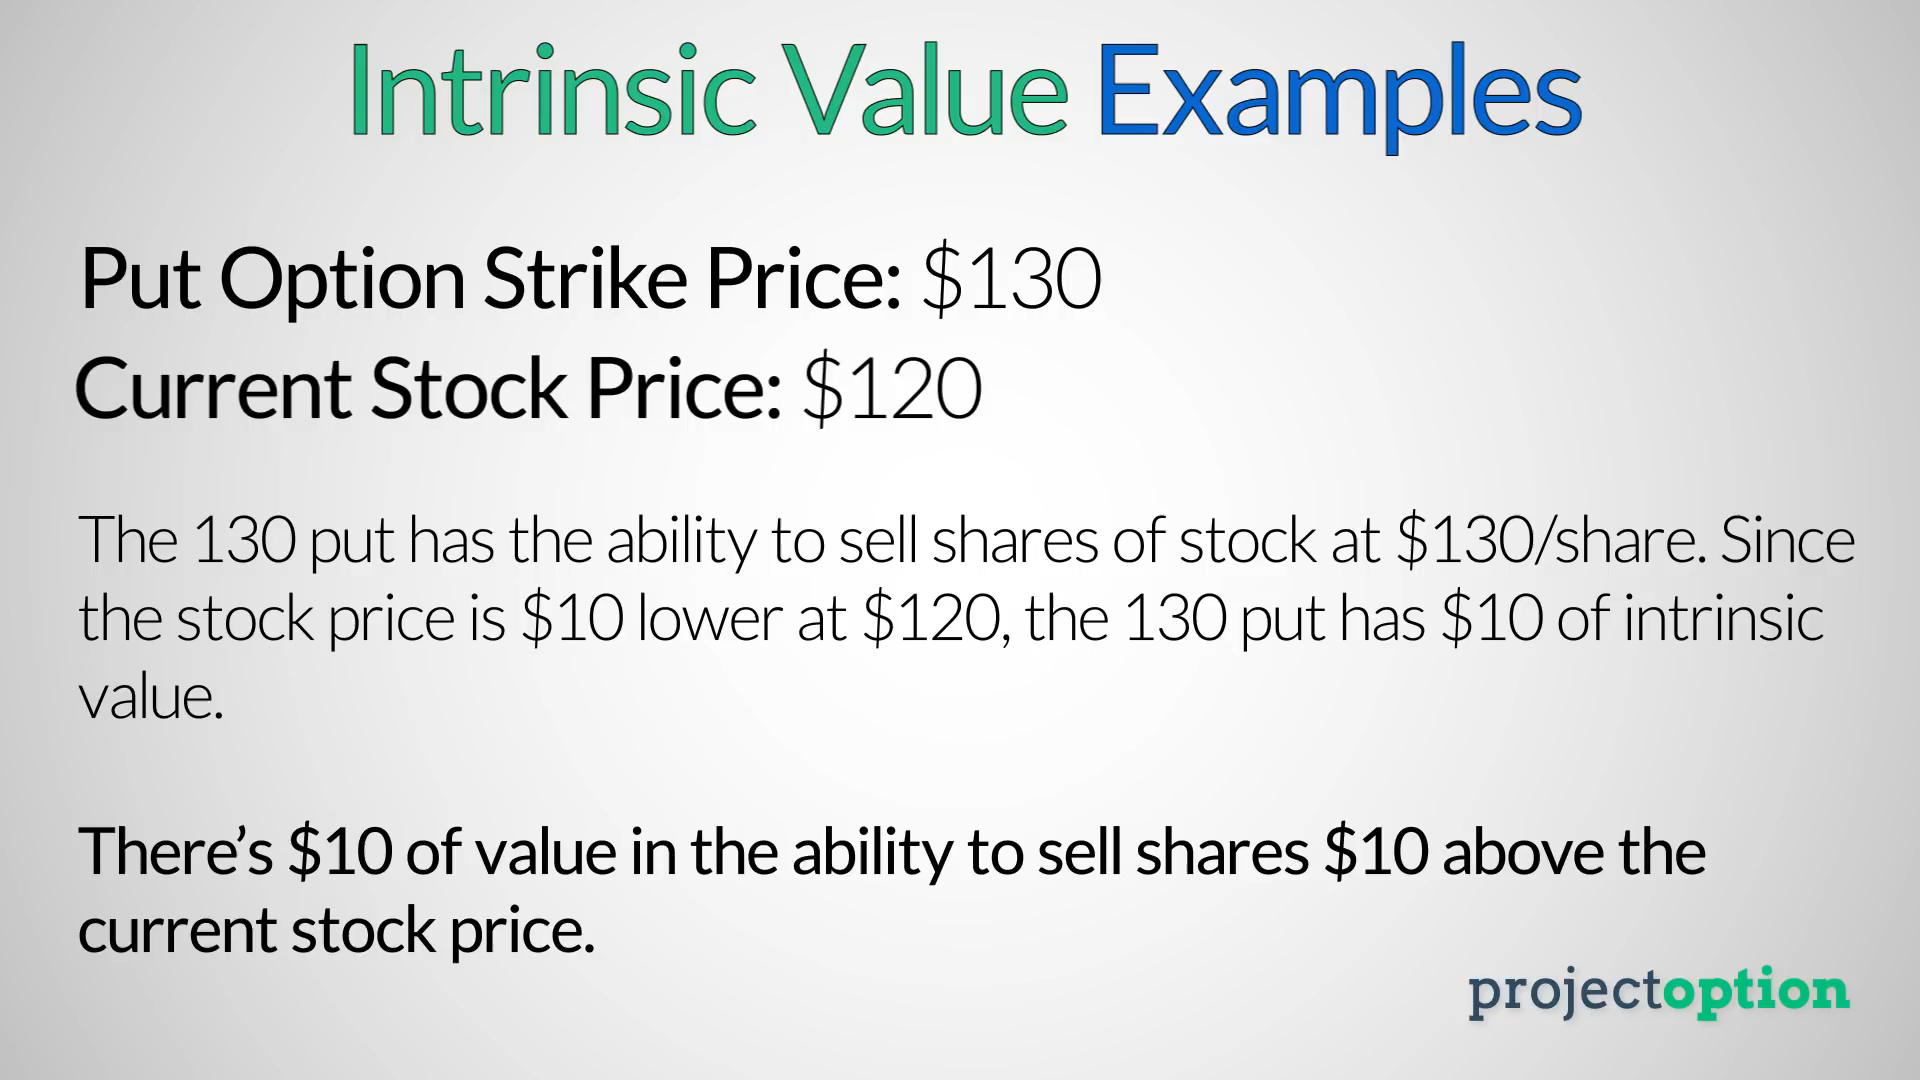 Intrinsic Value Examples
Put Option Strike Price: $130
Current Stock Price: $120
The 130 put has the ability to sell shares of stock at $130/share. Since
the stock price is $10 lower at $120, the 130 put has $10 of intrinsic
value.
There’s $10 of value in the ability to sell shares $10 above the
current stock price.
projectoption